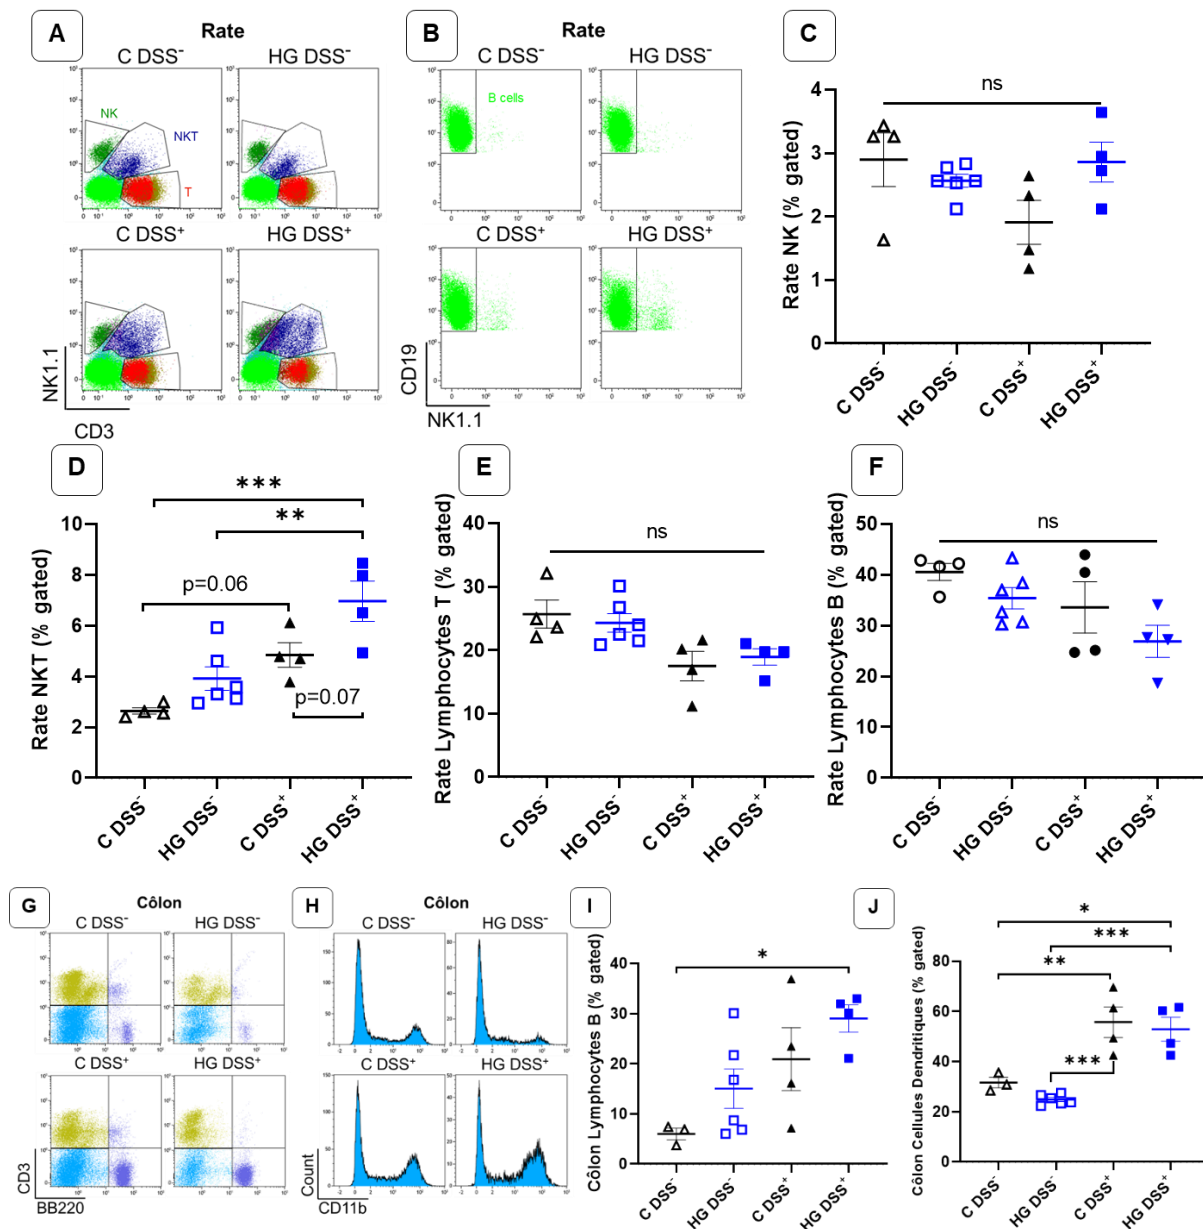 A
Rate
C DSS⁻
HG DSS⁻
NK
NKT
T
C DSS⁺
HG DSS⁺
NK1.1
CD3
B
Rate
C DSS⁻
HG DSS⁻
B cells
C DSS⁺
HG DSS⁺
CD19
NK1.1
C
ns
Rate NK (% gated)
4
3
2
1
0
C DSS⁻
HG DSS⁻
C DSS⁺
HG DSS⁺
D
***
**
p=0.06
p=0.07
Rate NKT (% gated)
10
8
6
4
2
0
C DSS⁻
HG DSS⁻
C DSS⁺
HG DSS⁺
E
ns
Rate Lymphocytes T (% gated)
40
30
20
10
0
C DSS⁻
HG DSS⁻
C DSS⁺
HG DSS⁺
F
ns
Rate Lymphocytes B (% gated)
50
40
30
20
10
0
C DSS⁻
HG DSS⁻
C DSS⁺
HG DSS⁺
G
Côlon
C DSS⁻
HG DSS⁻
C DSS⁺
HG DSS⁺
CD3
BB220
H
Côlon
C DSS⁻
HG DSS⁻
C DSS⁺
HG DSS⁺
Count
CD11b
I
*
Côlon Lymphocytes B (% gated)
40
30
20
10
0
C DSS⁻
HG DSS⁻
C DSS⁺
HG DSS⁺
J
*
***
**
***
Côlon Cellules Dendritiques (% gated)
80
60
40
20
0
C DSS⁻
HG DSS⁻
C DSS⁺
HG DSS⁺